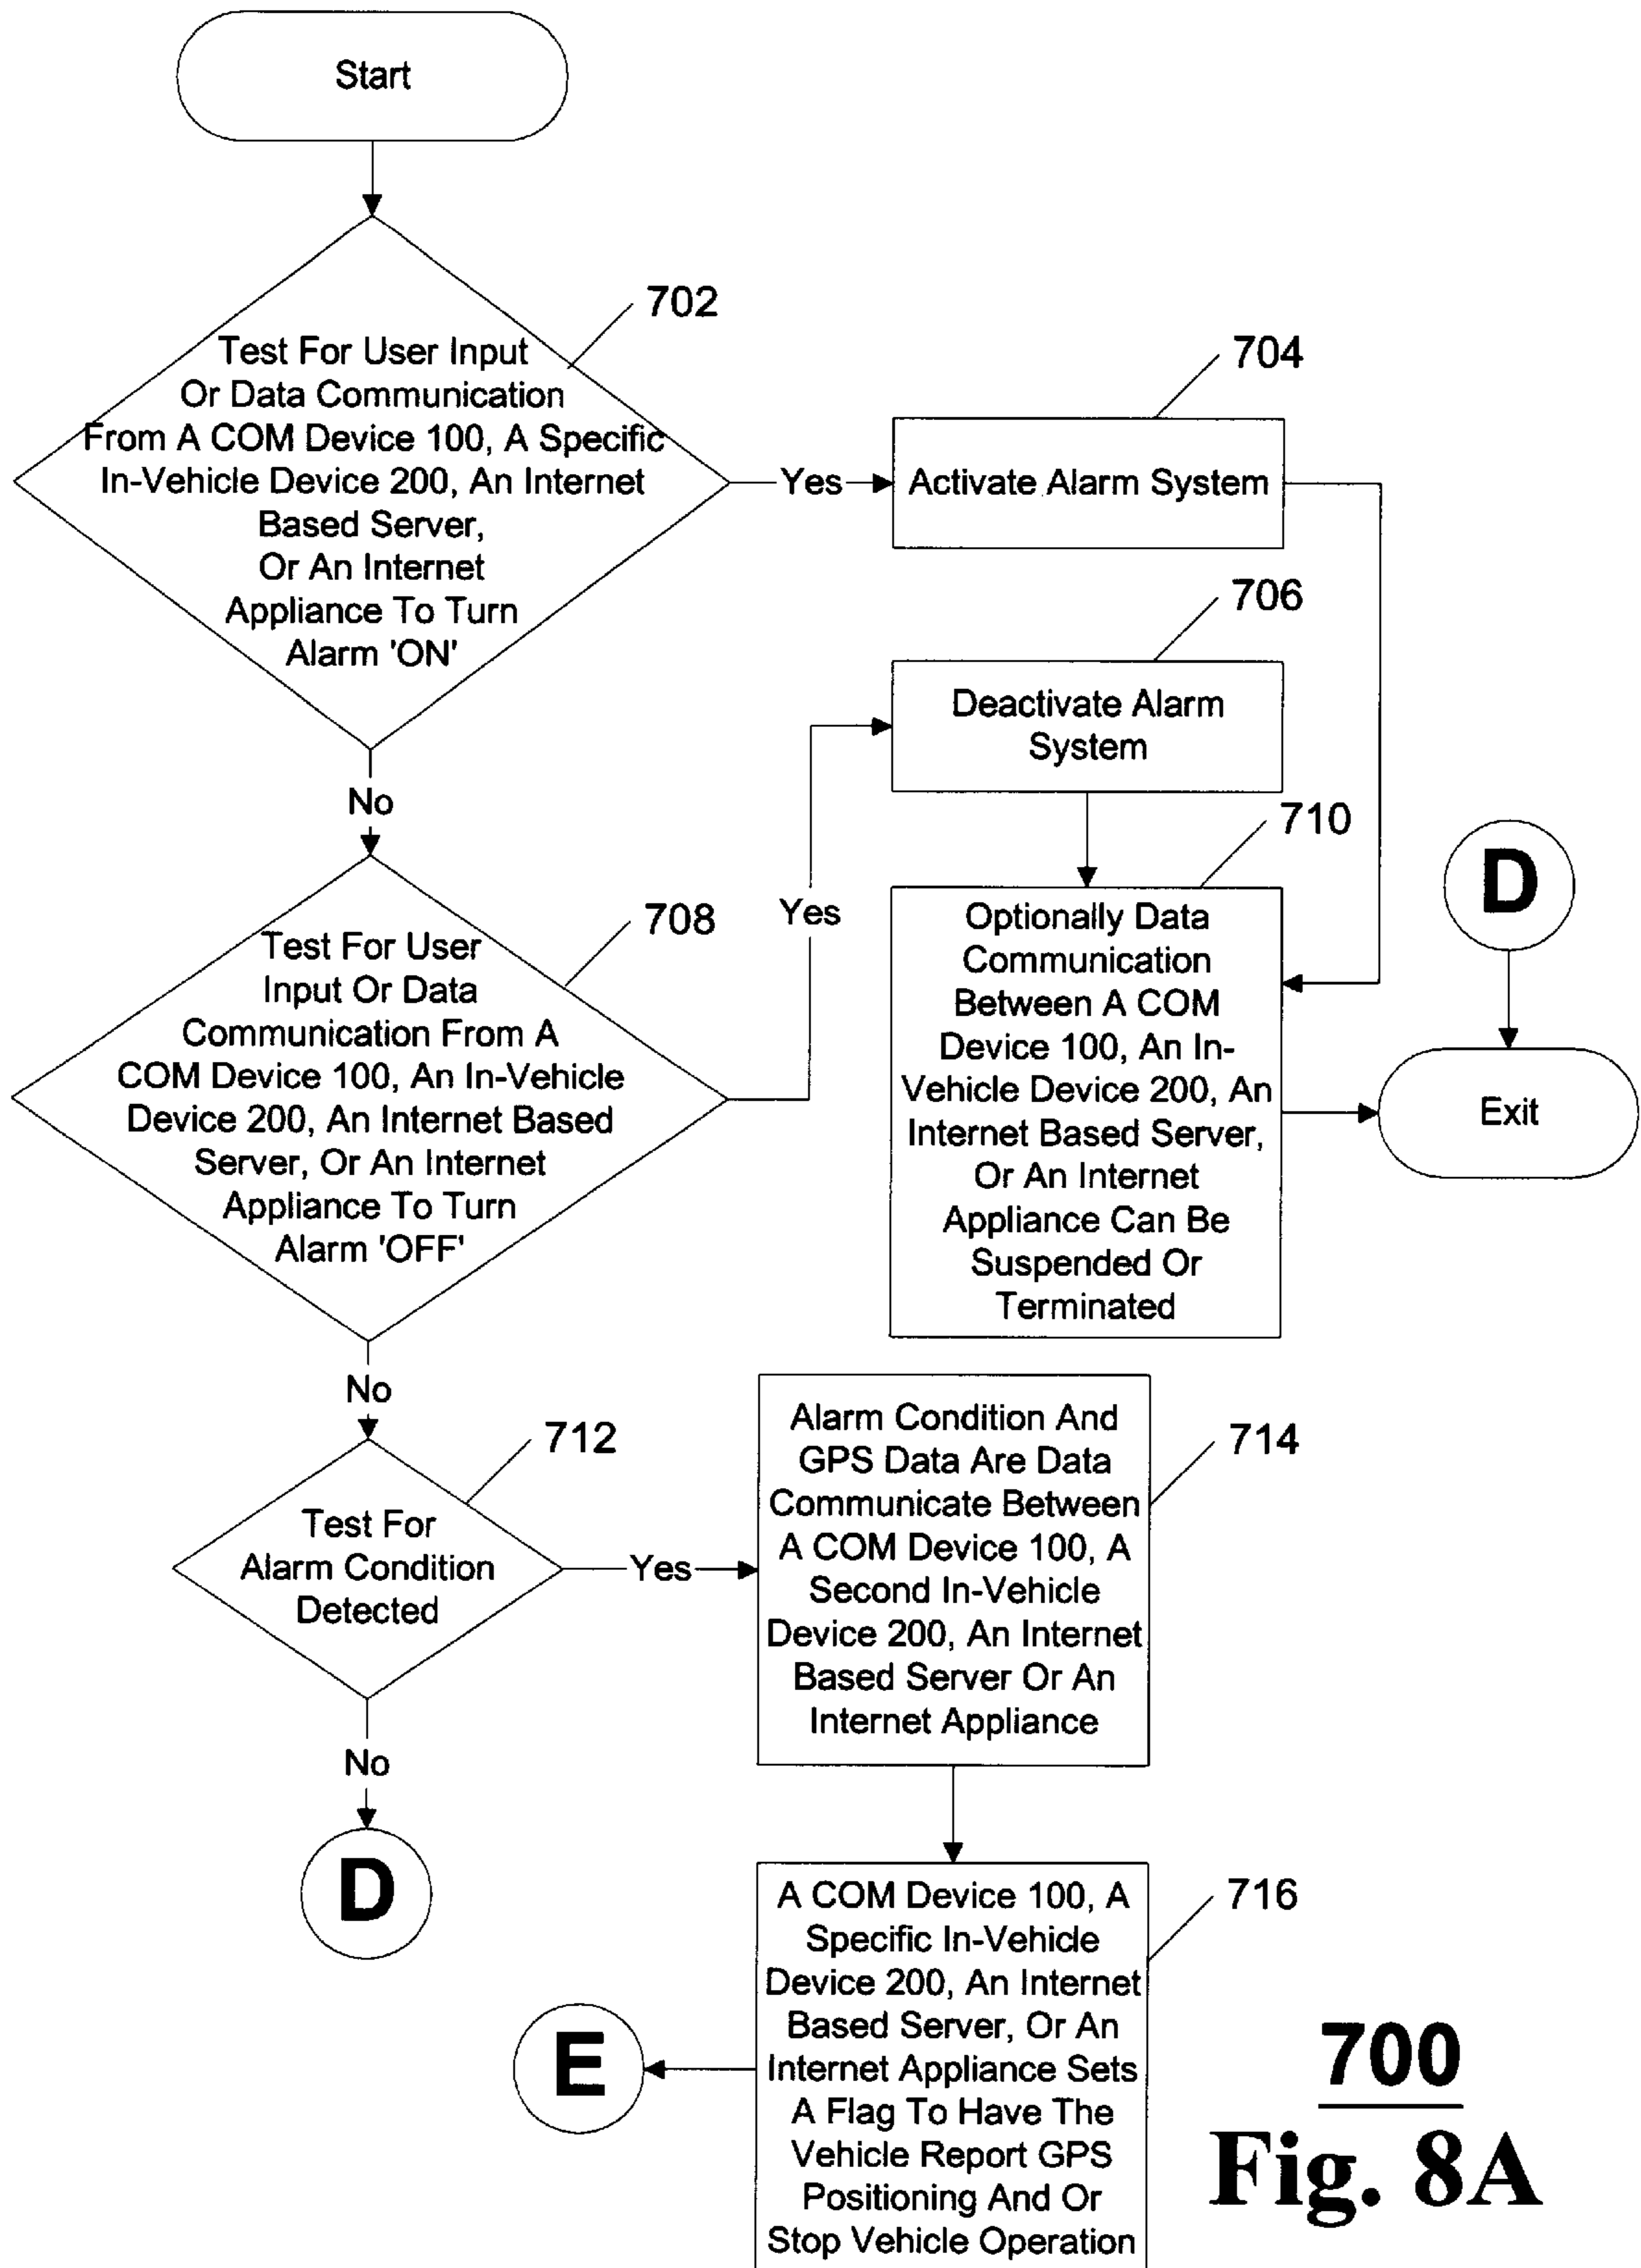 Start
702
Test For User Input
Or Data Communication
From A COM Device 100, A Specific
In-Vehicle Device 200, An Internet
Based Server,
Or An Internet
Appliance To Turn
Alarm 'ON'
Yes
704
Activate Alarm System
706
Deactivate Alarm
System
No
708
Test For User
Input Or Data
Communication From A
COM Device 100, An In-Vehicle
Device 200, An Internet Based
Server, Or An Internet
Appliance To Turn
Alarm 'OFF'
Yes
710
Optionally Data
Communication
Between A COM
Device 100, An In-
Vehicle Device 200, An
Internet Based Server,
Or An Internet
Appliance Can Be
Suspended Or
Terminated
D
Exit
No
712
Test For
Alarm Condition
Detected
Yes
714
Alarm Condition And
GPS Data Are Data
Communicate Between
A COM Device 100, A
Second In-Vehicle
Device 200, An Internet
Based Server Or An
Internet Appliance
No
D
716
A COM Device 100, A
Specific In-Vehicle
Device 200, An Internet
Based Server, Or An
Internet Appliance Sets
A Flag To Have The
Vehicle Report GPS
Positioning And Or
Stop Vehicle Operation
E
700
Fig. 8A